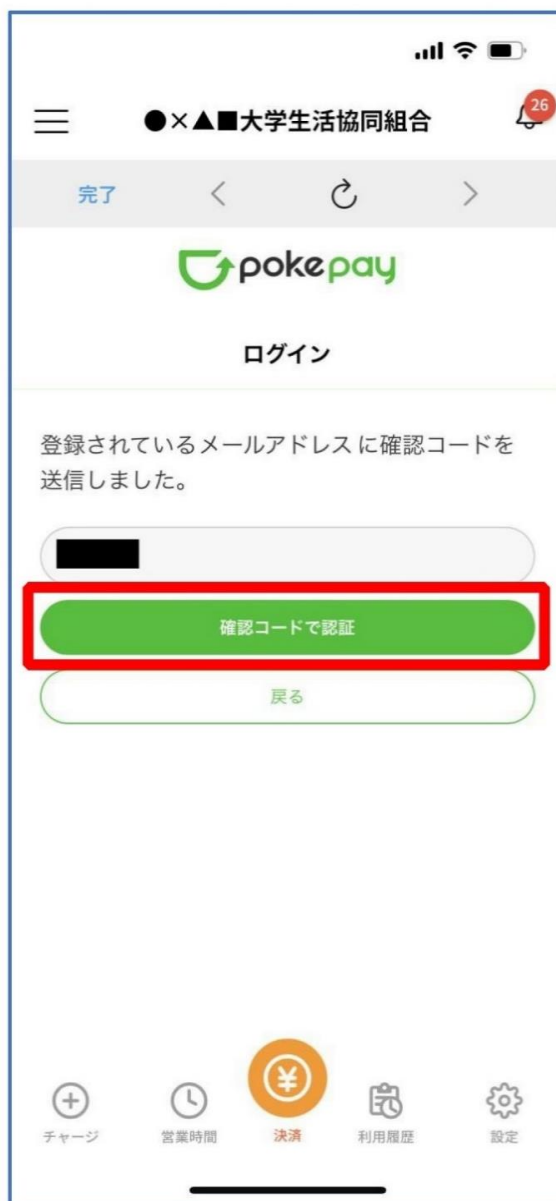 ●×▲■大学生活協同組合
26
完了
pokepay
ログイン
登録されているメールアドレスに確認コードを
送信しました。
確認コードで認証
戻る
¥
チャージ
営業時間
決済
利用履歴
設定